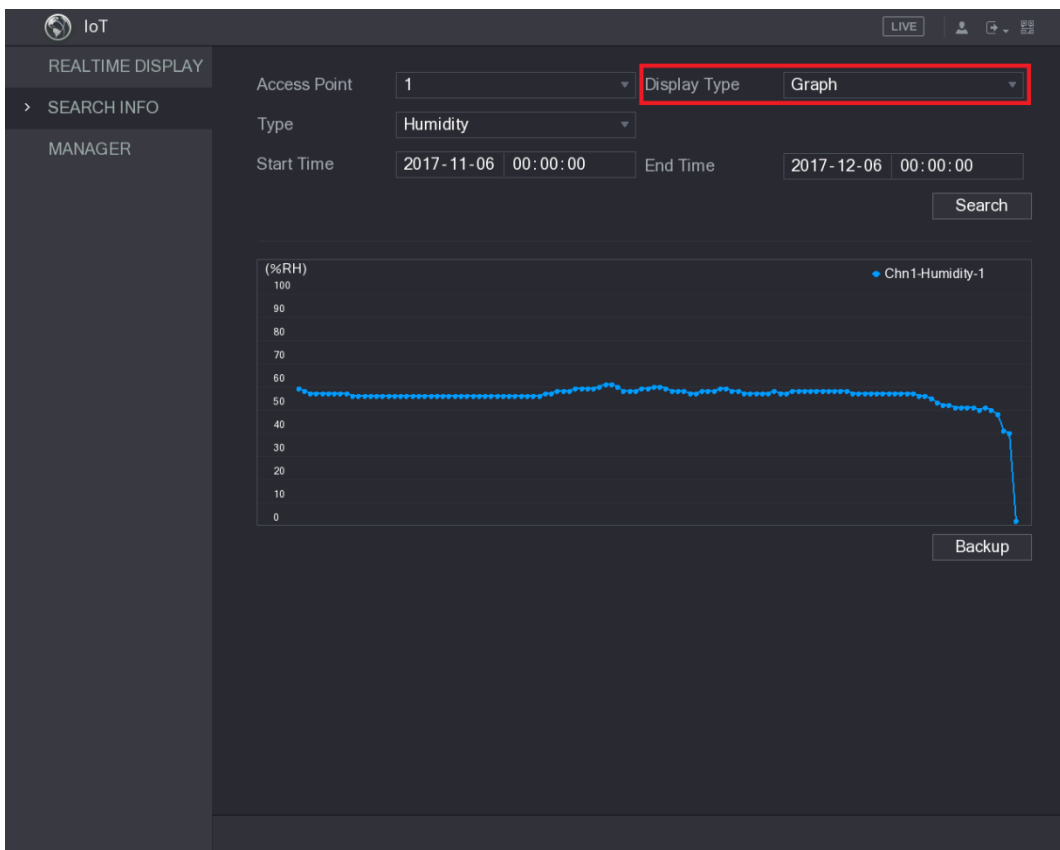 IoT
LIVE
REALTIME DISPLAY
SEARCH INFO
MANAGER
Access Point 1 Display Type Graph
Type Humidity
Start Time 2017-11-06 00:00:00 End Time 2017-12-06 00:00:00
Search
(%RH)
Chn1-Humidity-1
100
90
80
70
60
50
40
30
20
10
0
Backup